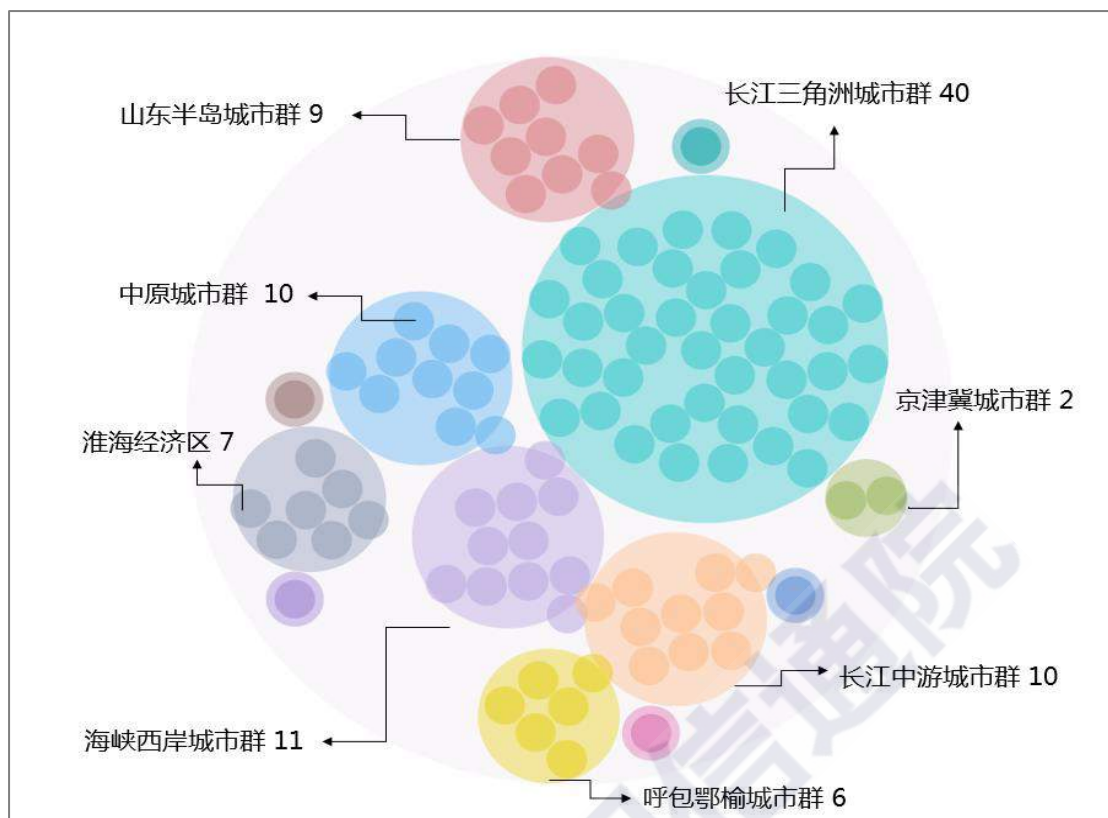 山东半岛城市群 9
长江三角洲城市群 40
中原城市群 10
京津冀城市群 2
淮海经济区 7
长江中游城市群 10
海峡西岸城市群 11
呼包鄂榆城市群 6
信通院